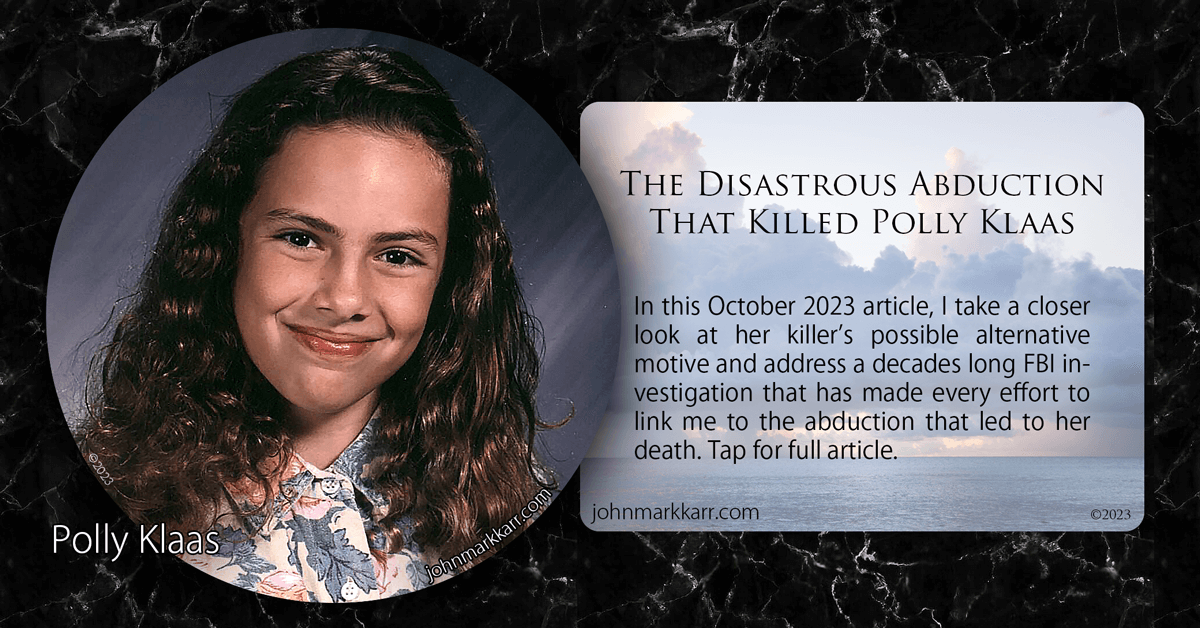 The Disastrous Abduction
That Killed Polly Klaas
In this October 2023 article, I take a closer
look at her killer’s possible alternative
motive and address a decades long FBI in-
vestigation that has made every effort to
link me to the abduction that led to her
death. Tap for full article.
johnmarkkarr.com
©2023
©2023
Polly Klaas
johnmarkkarr.com